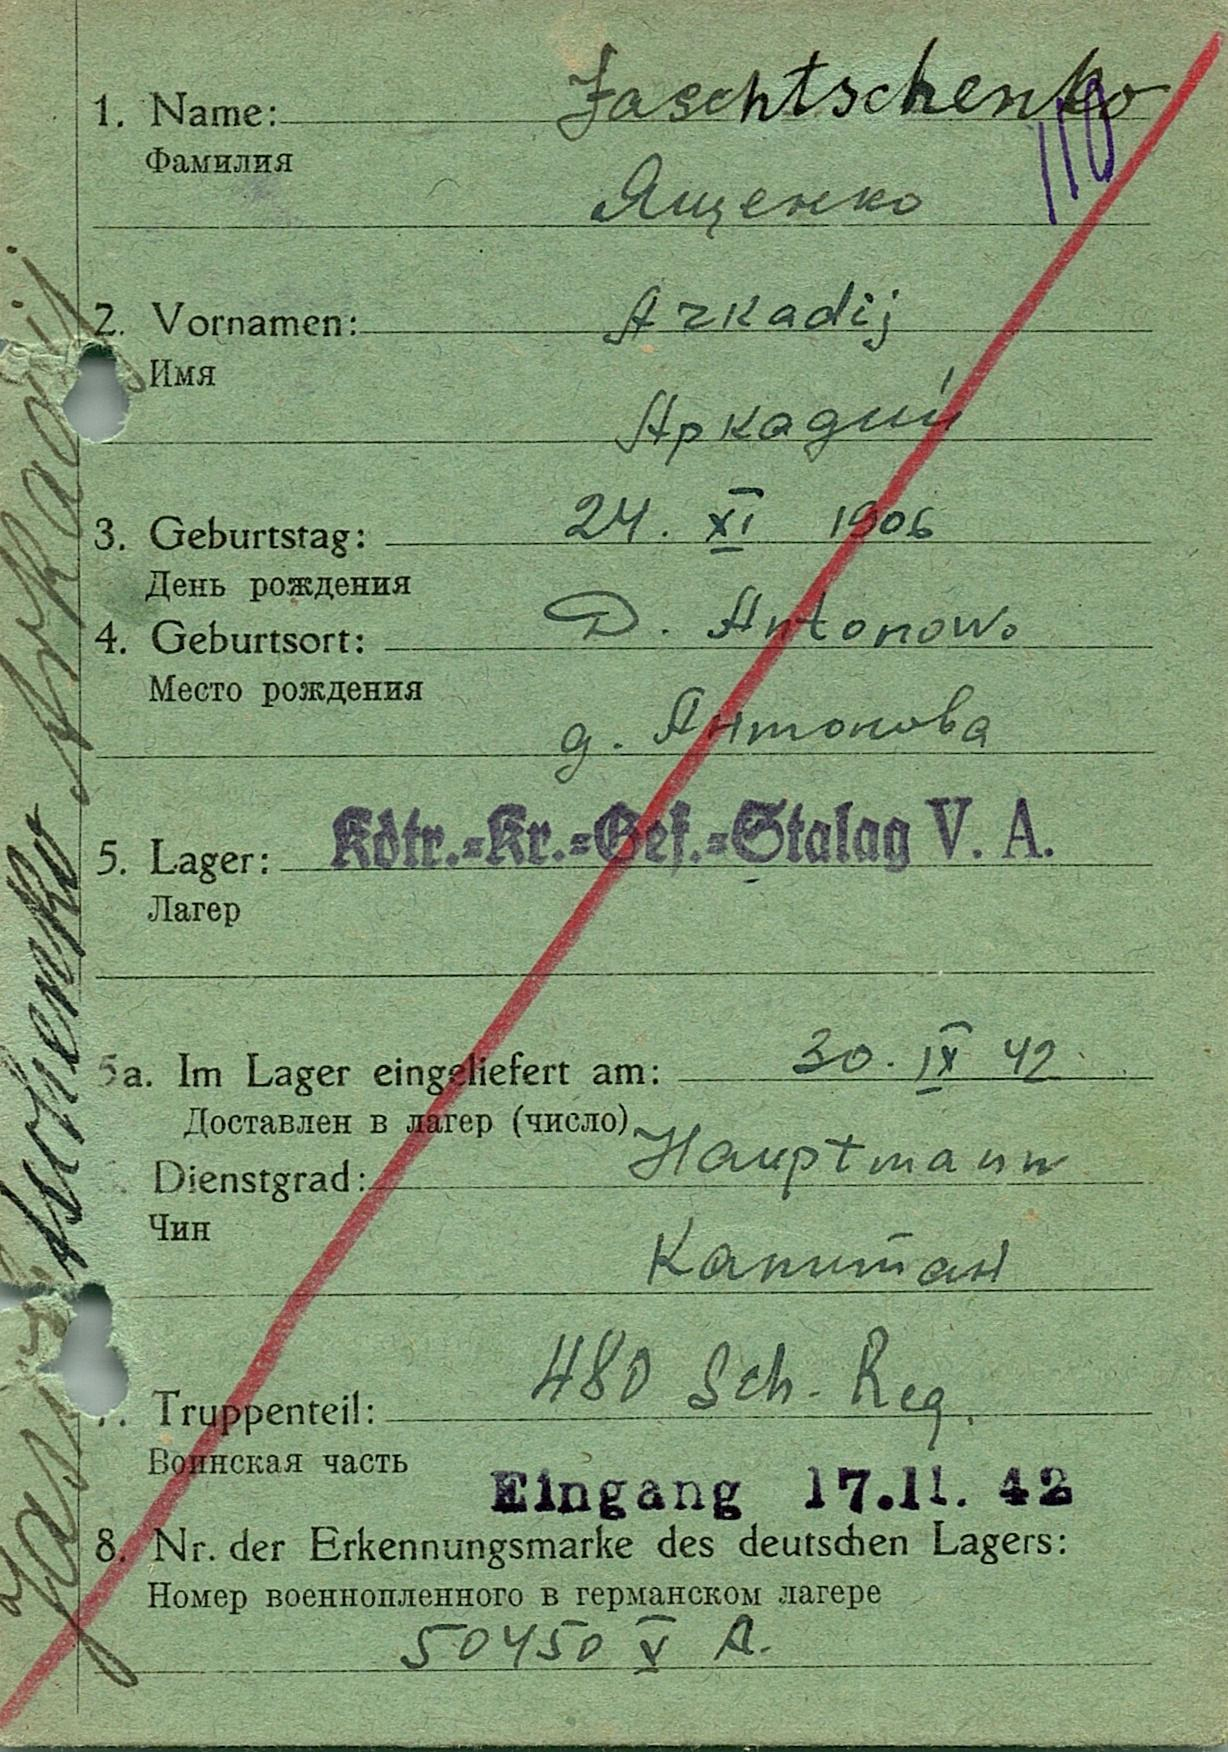 1. Name: Jaschtschenko
Фамилия
110
Ященко
2. Vornamen: Arkadij
Имя
Аркадий
3. Geburtstag: 24. XI 1906
День рождения
4. Geburtsort: D. Antonowo
Место рождения
д. Антонова
5. Lager: Kdtr.=Kr.=Gef.=Stalag V. A.
Лагер
5a. Im Lager eingeliefert am: 30. IX 42
Доставлен в лагер (число)
Dienstgrad: Hauptmann
Чин
Капитан
7. Truppenteil: 480 Sch. Reg.
Воинская часть
Eingang 17.11.42
8. Nr. der Erkennungsmarke des deutschen Lagers:
Номер военнопленного в германском лагере
50450 V A.
Jaschtschenko Arkadij